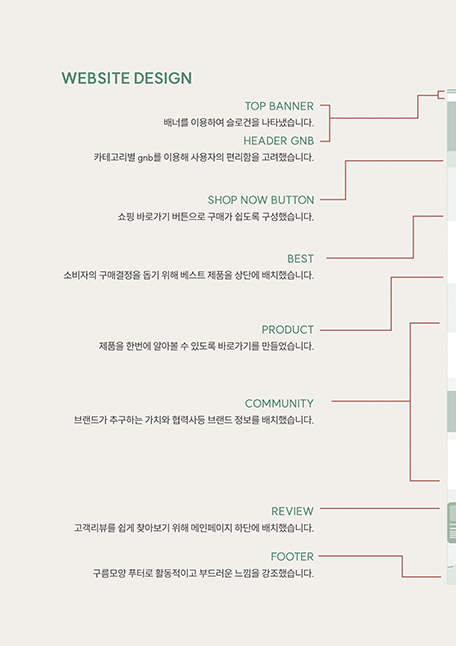 WEBSITE DESIGN
TOP BANNER
배너를 이용하여 슬로건을 나타냈습니다.
HEADER GNB
카테고리별 gnb를 이용해 사용자의 편리함을 고려했습니다.
SHOP NOW BUTTON
쇼핑 바로가기 버튼으로 구매가 쉽도록 구성했습니다.
BEST
소비자의 구매결정을 돕기 위해 베스트 제품을 상단에 배치했습니다.
PRODUCT
제품을 한번에 알아볼 수 있도록 바로가기를 만들었습니다.
COMMUNITY
브랜드가 추구하는 가치와 협력사등 브랜드 정보를 배치했습니다.
REVIEW
고객리뷰를 쉽게 찾아보기 위해 메인페이지 하단에 배치했습니다.
FOOTER
구름모양 푸터로 활동적이고 부드러운 느낌을 강조했습니다.